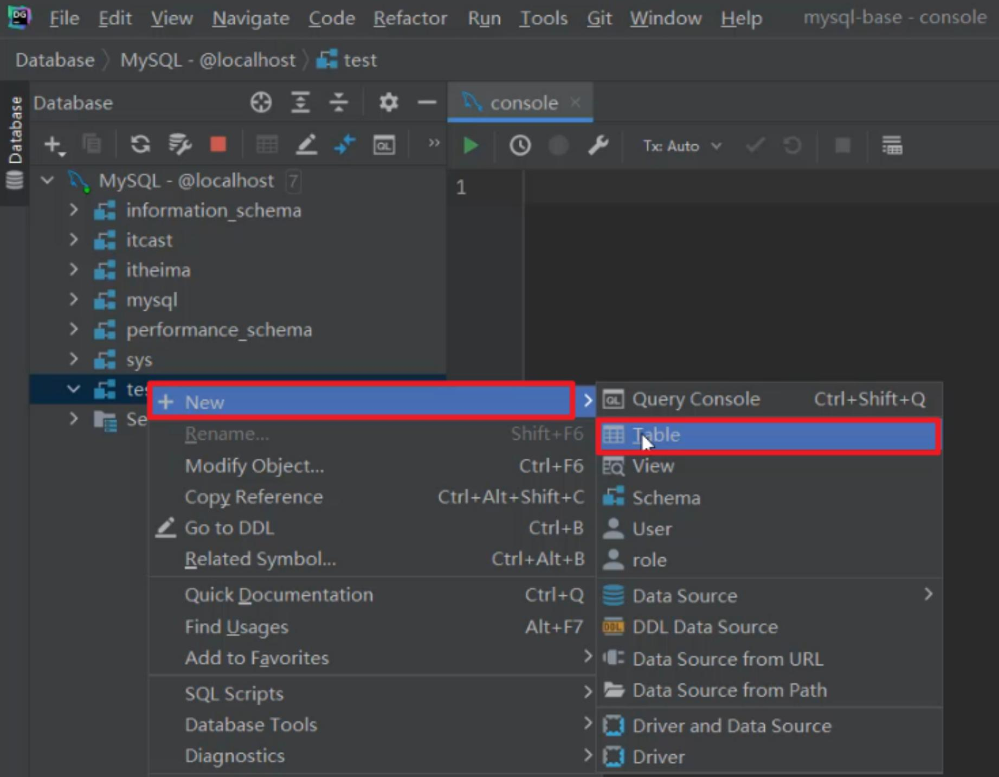 DG File Edit View Navigate Code Refactor Run Tools Git Window Help mysql-base - console
Database MySQL - @localhost test
Database
Database
console
QL
Tx: Auto
MySQL - @localhost 7
1
information_schema
itcast
itheima
mysql
performance_schema
sys
tes
Se
New
Rename... Shift+F6
Modify Object... Ctrl+F6
Copy Reference Ctrl+Alt+Shift+C
Go to DDL Ctrl+B
Related Symbol... Ctrl+Alt+B
Quick Documentation Ctrl+Q
Find Usages Alt+F7
Add to Favorites
SQL Scripts
Database Tools
Diagnostics
QL Query Console Ctrl+Shift+Q
Table
View
Schema
User
role
Data Source
DDL DDL Data Source
Data Source from URL
Data Source from Path
Driver and Data Source
Driver